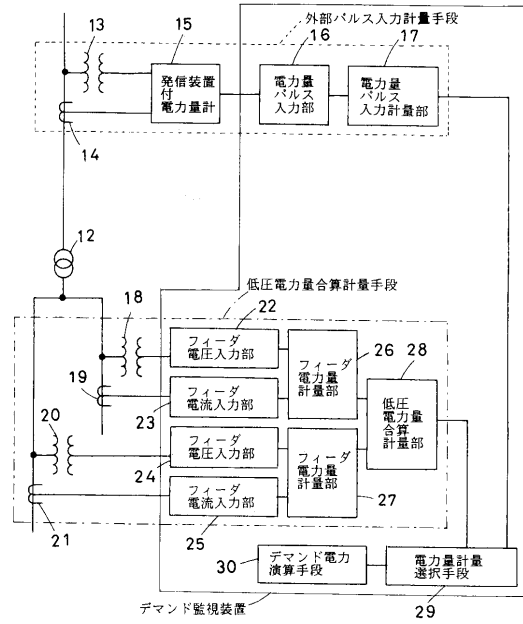 外部パルス入力計量手段
13
15
16
17
発信装置
付
電力量計
電力量
パルス
入力部
電力量
パルス
入力計量部
14
12
低圧電力量合算計量手段
18
22
フィーダ
電圧入力部
26
28
フィーダ
電力量
計量部
19
23
フィーダ
電流入力部
低圧
電力量
合算計
量部
20
24
フィーダ
電圧入力部
フィーダ
電力量
計量部
27
21
フィーダ
電流入力部
25
30
デマンド電力
演算手段
電力量計量
選択手段
29
デマンド監視装置